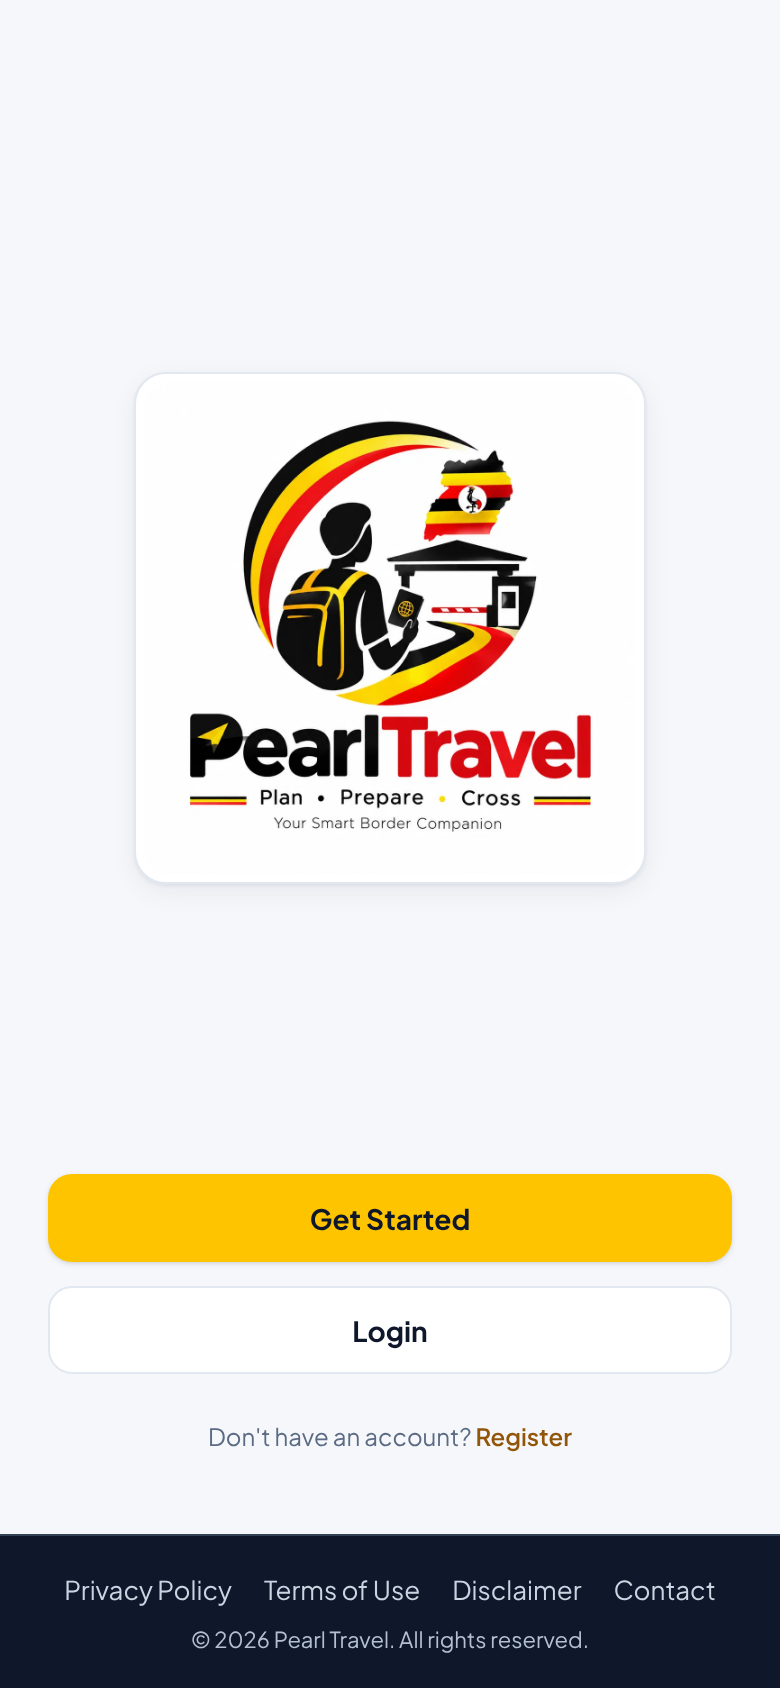 PearlTravel
Plan • Prepare • Cross
Your Smart Border Companion
Get Started
Login
Don't have an account? Register
Privacy Policy Terms of Use Disclaimer Contact
© 2026 Pearl Travel. All rights reserved.